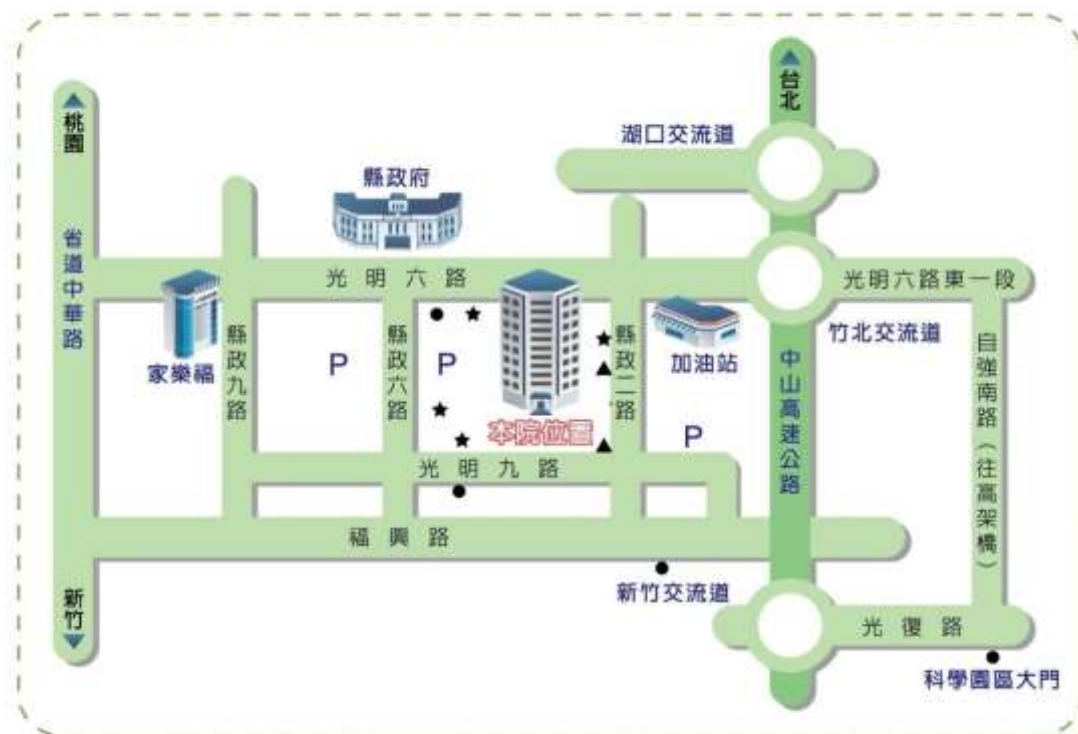 台北
桃園
湖口交流道
縣政府
省道中華路
光明六路
光明六路東一段
竹北交流道
家樂福
縣政九路
P
縣政六路
P
縣政二路
加油站
中山高速公路
自強南路（往高架橋）
本院位置
P
光明九路
福興路
新竹交流道
新竹
光復路
科學園區大門